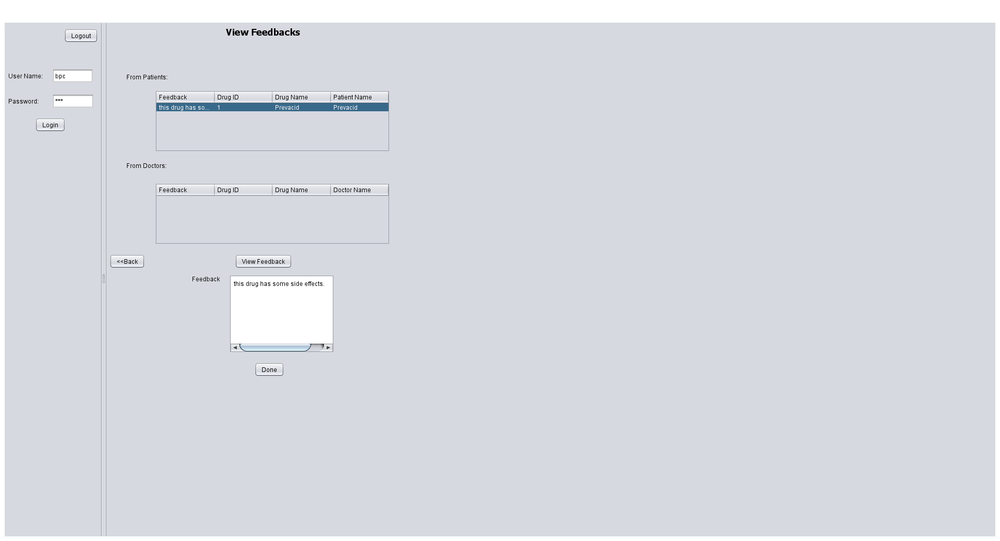 View Feedbacks
Logout
User Name: bpc
Password: ***
Login
From Patients:
Feedback Drug ID Drug Name Patient Name
this drug has so... 1 Prevacid Prevacid
From Doctors:
Feedback Drug ID Drug Name Doctor Name
<<Back View Feedback
Feedback this drug has some side effects.
Done